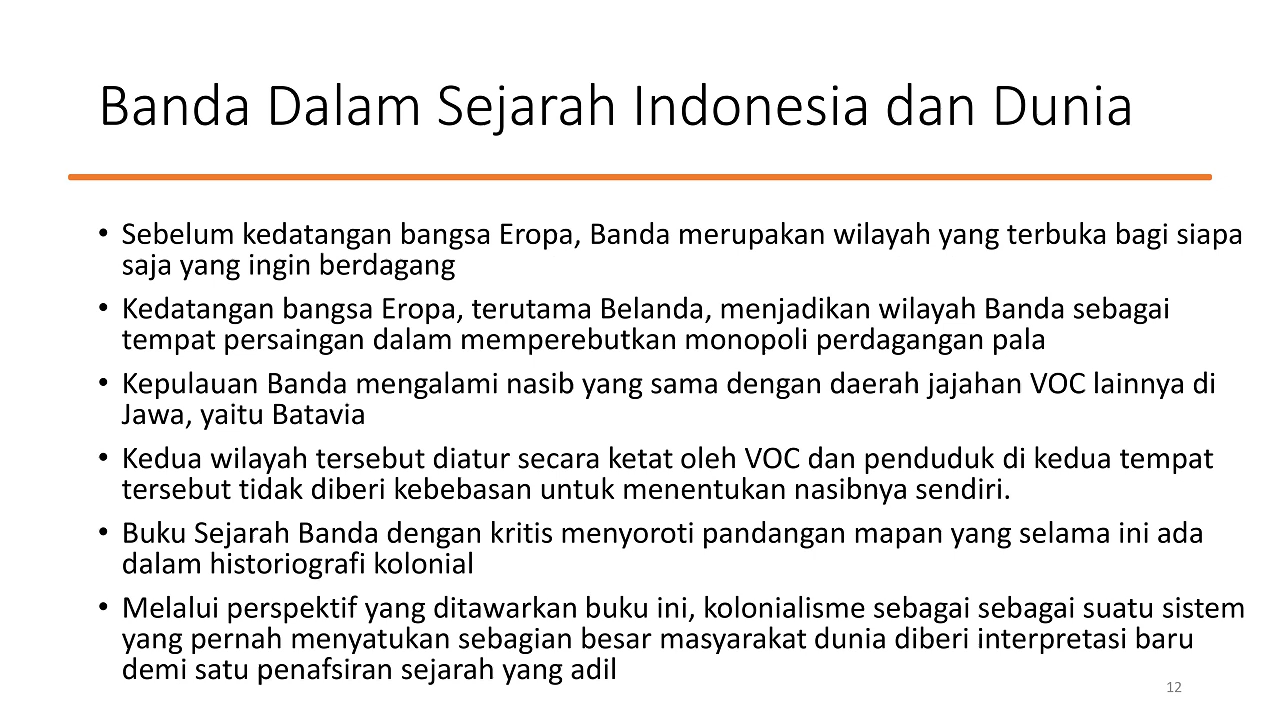 Banda Dalam Sejarah Indonesia dan Dunia
• Sebelum kedatangan bangsa Eropa, Banda merupakan wilayah yang terbuka bagi siapa
saja yang ingin berdagang
• Kedatangan bangsa Eropa, terutama Belanda, menjadikan wilayah Banda sebagai
tempat persaingan dalam memperebutkan monopoli perdagangan pala
• Kepulauan Banda mengalami nasib yang sama dengan daerah jajahan VOC lainnya di
Jawa, yaitu Batavia
• Kedua wilayah tersebut diatur secara ketat oleh VOC dan penduduk di kedua tempat
tersebut tidak diberi kebebasan untuk menentukan nasibnya sendiri.
• Buku Sejarah Banda dengan kritis menyoroti pandangan mapan yang selama ini ada
dalam historiografi kolonial
• Melalui perspektif yang ditawarkan buku ini, kolonialisme sebagai sebagai suatu sistem
yang pernah menyatukan sebagian besar masyarakat dunia diberi interpretasi baru
demi satu penafsiran sejarah yang adil
12